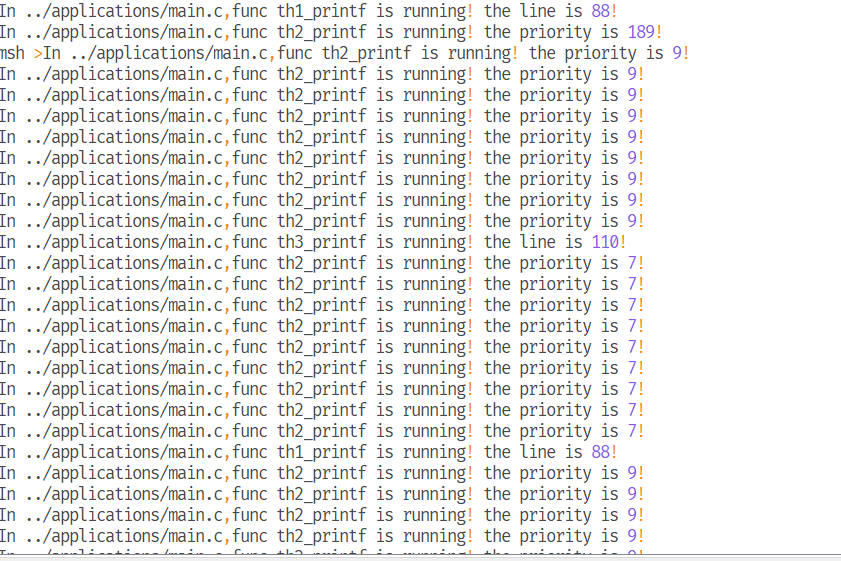 In ../applications/main.c,func th1_printf is running! the line is 88!
In ../applications/main.c,func th2_printf is running! the priority is 189!
msh >In ../applications/main.c,func th2_printf is running! the priority is 9!
In ../applications/main.c,func th2_printf is running! the priority is 9!
In ../applications/main.c,func th2_printf is running! the priority is 9!
In ../applications/main.c,func th2_printf is running! the priority is 9!
In ../applications/main.c,func th2_printf is running! the priority is 9!
In ../applications/main.c,func th2_printf is running! the priority is 9!
In ../applications/main.c,func th2_printf is running! the priority is 9!
In ../applications/main.c,func th2_printf is running! the priority is 9!
In ../applications/main.c,func th2_printf is running! the priority is 9!
In ../applications/main.c,func th3_printf is running! the line is 110!
In ../applications/main.c,func th2_printf is running! the priority is 7!
In ../applications/main.c,func th2_printf is running! the priority is 7!
In ../applications/main.c,func th2_printf is running! the priority is 7!
In ../applications/main.c,func th2_printf is running! the priority is 7!
In ../applications/main.c,func th2_printf is running! the priority is 7!
In ../applications/main.c,func th2_printf is running! the priority is 7!
In ../applications/main.c,func th2_printf is running! the priority is 7!
In ../applications/main.c,func th2_printf is running! the priority is 7!
In ../applications/main.c,func th2_printf is running! the priority is 7!
In ../applications/main.c,func th1_printf is running! the line is 88!
In ../applications/main.c,func th2_printf is running! the priority is 9!
In ../applications/main.c,func th2_printf is running! the priority is 9!
In ../applications/main.c,func th2_printf is running! the priority is 9!
In ../applications/main.c,func th2_printf is running! the priority is 9!